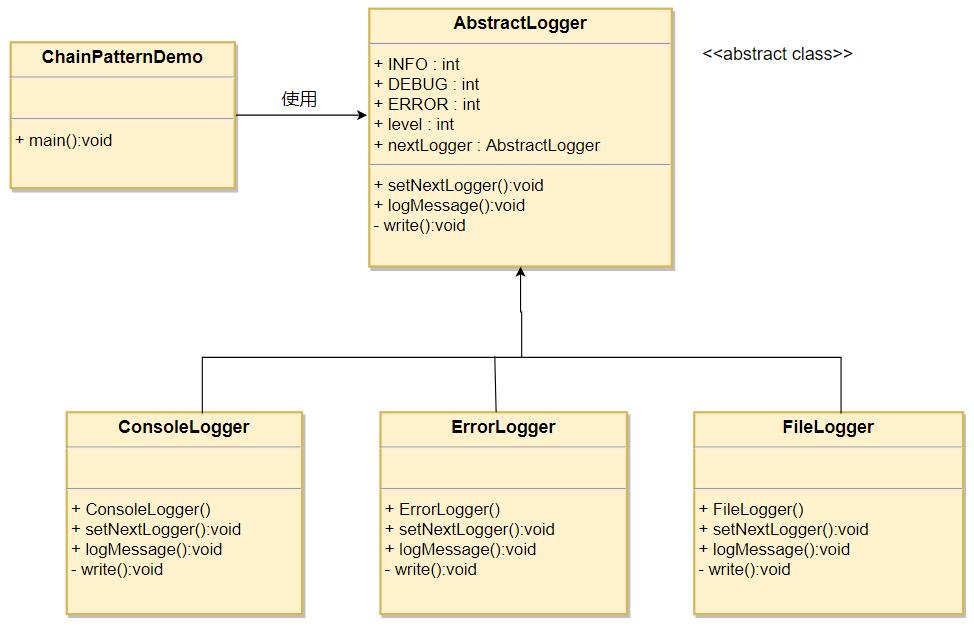 ChainPatternDemo
+ main():void
使用
AbstractLogger
+ INFO : int
+ DEBUG : int
+ ERROR : int
+ level : int
+ nextLogger : AbstractLogger
+ setNextLogger():void
+ logMessage():void
- write():void
<<abstract class>>
ConsoleLogger
+ ConsoleLogger()
+ setNextLogger():void
+ logMessage():void
- write():void
ErrorLogger
+ ErrorLogger()
+ setNextLogger():void
+ logMessage():void
- write():void
FileLogger
+ FileLogger()
+ setNextLogger():void
+ logMessage():void
- write():void